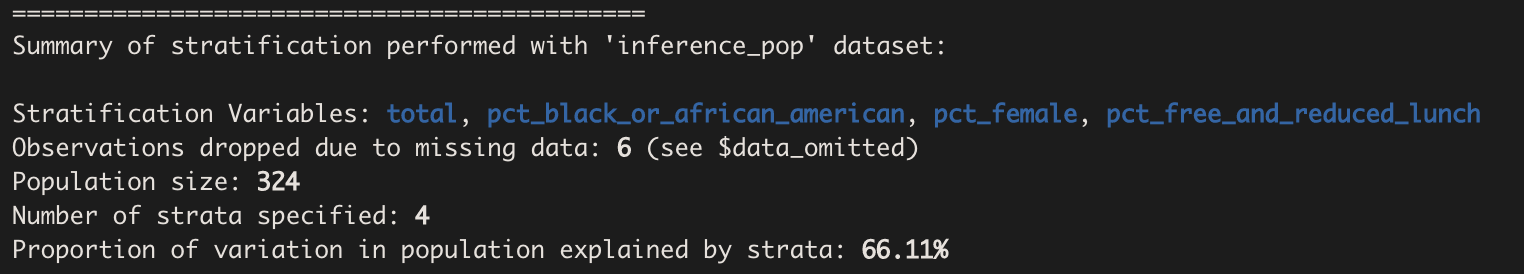 ============================================
Summary of stratification performed with 'inference_pop' dataset:
Stratification Variables: total, pct_black_or_african_american, pct_female, pct_free_and_reduced_lunch
Observations dropped due to missing data: 6 (see $data_omitted)
Population size: 324
Number of strata specified: 4
Proportion of variation in population explained by strata: 66.11%